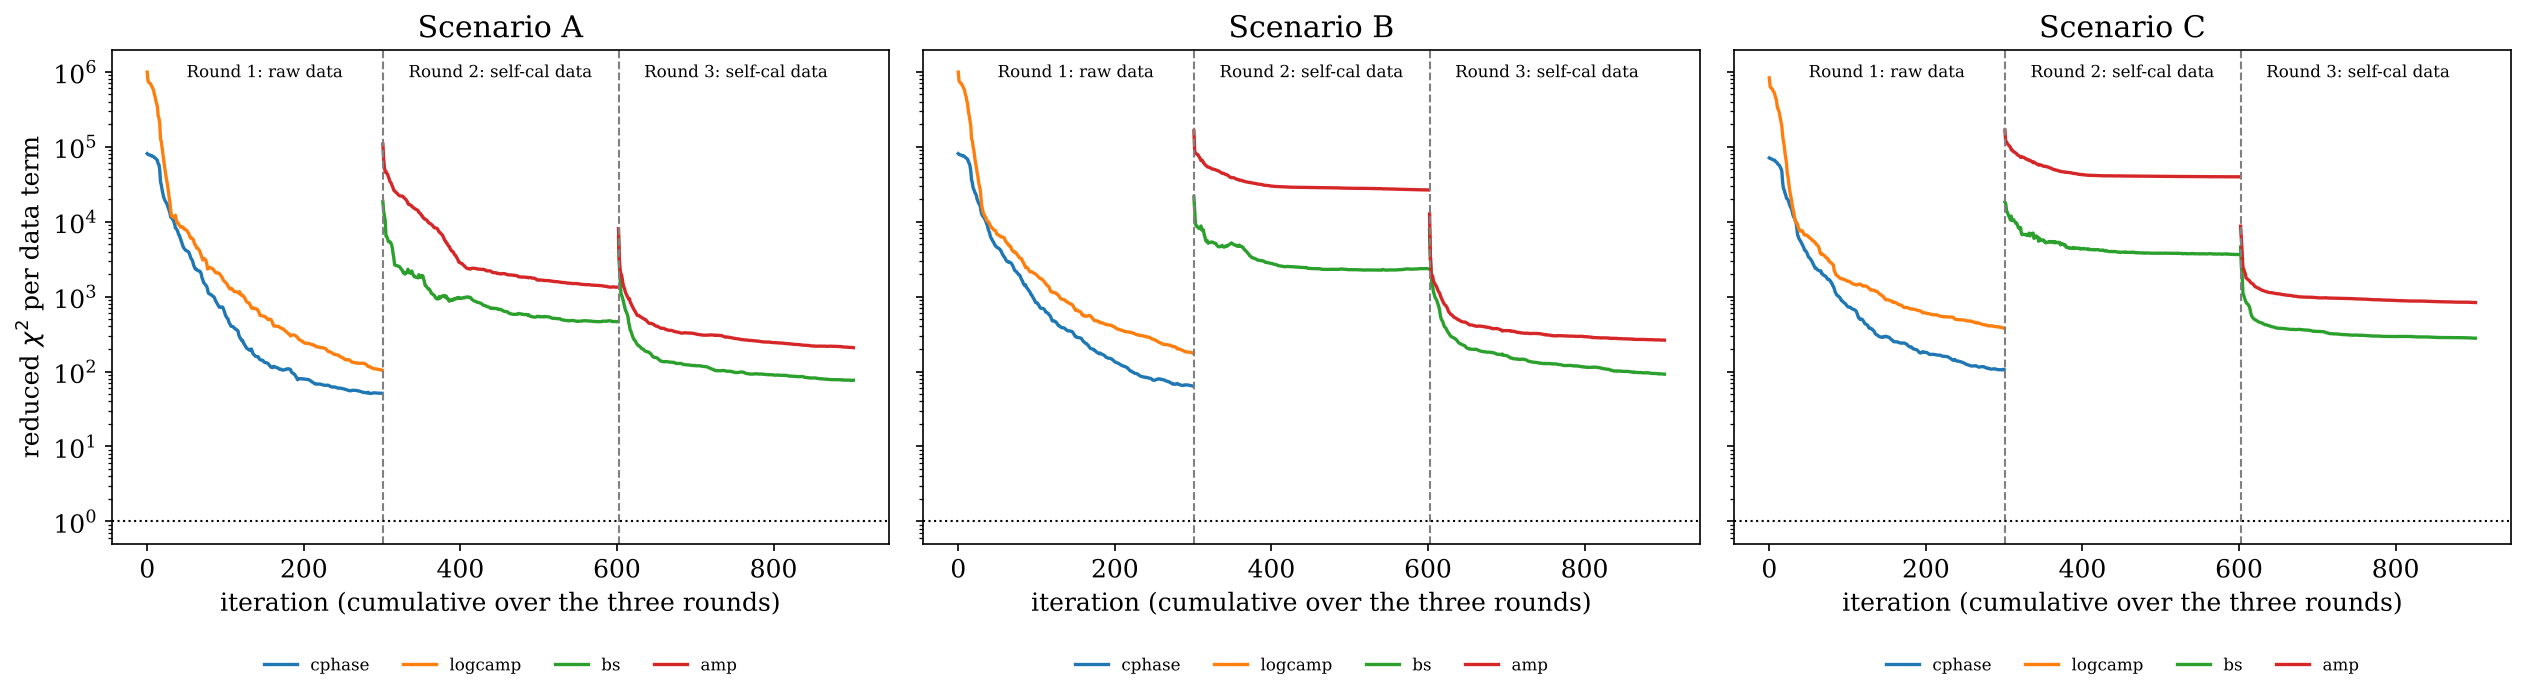 Scenario A
Scenario B
Scenario C
Round 1: raw data
Round 2: self-cal data
Round 3: self-cal data
Round 1: raw data
Round 2: self-cal data
Round 3: self-cal data
Round 1: raw data
Round 2: self-cal data
Round 3: self-cal data
reduced χ² per data term
10⁶
10⁵
10⁴
10³
10²
10¹
10⁰
0 200 400 600 800
0 200 400 600 800
0 200 400 600 800
iteration (cumulative over the three rounds)
iteration (cumulative over the three rounds)
iteration (cumulative over the three rounds)
cphase logcamp bs amp
cphase logcamp bs amp
cphase logcamp bs amp